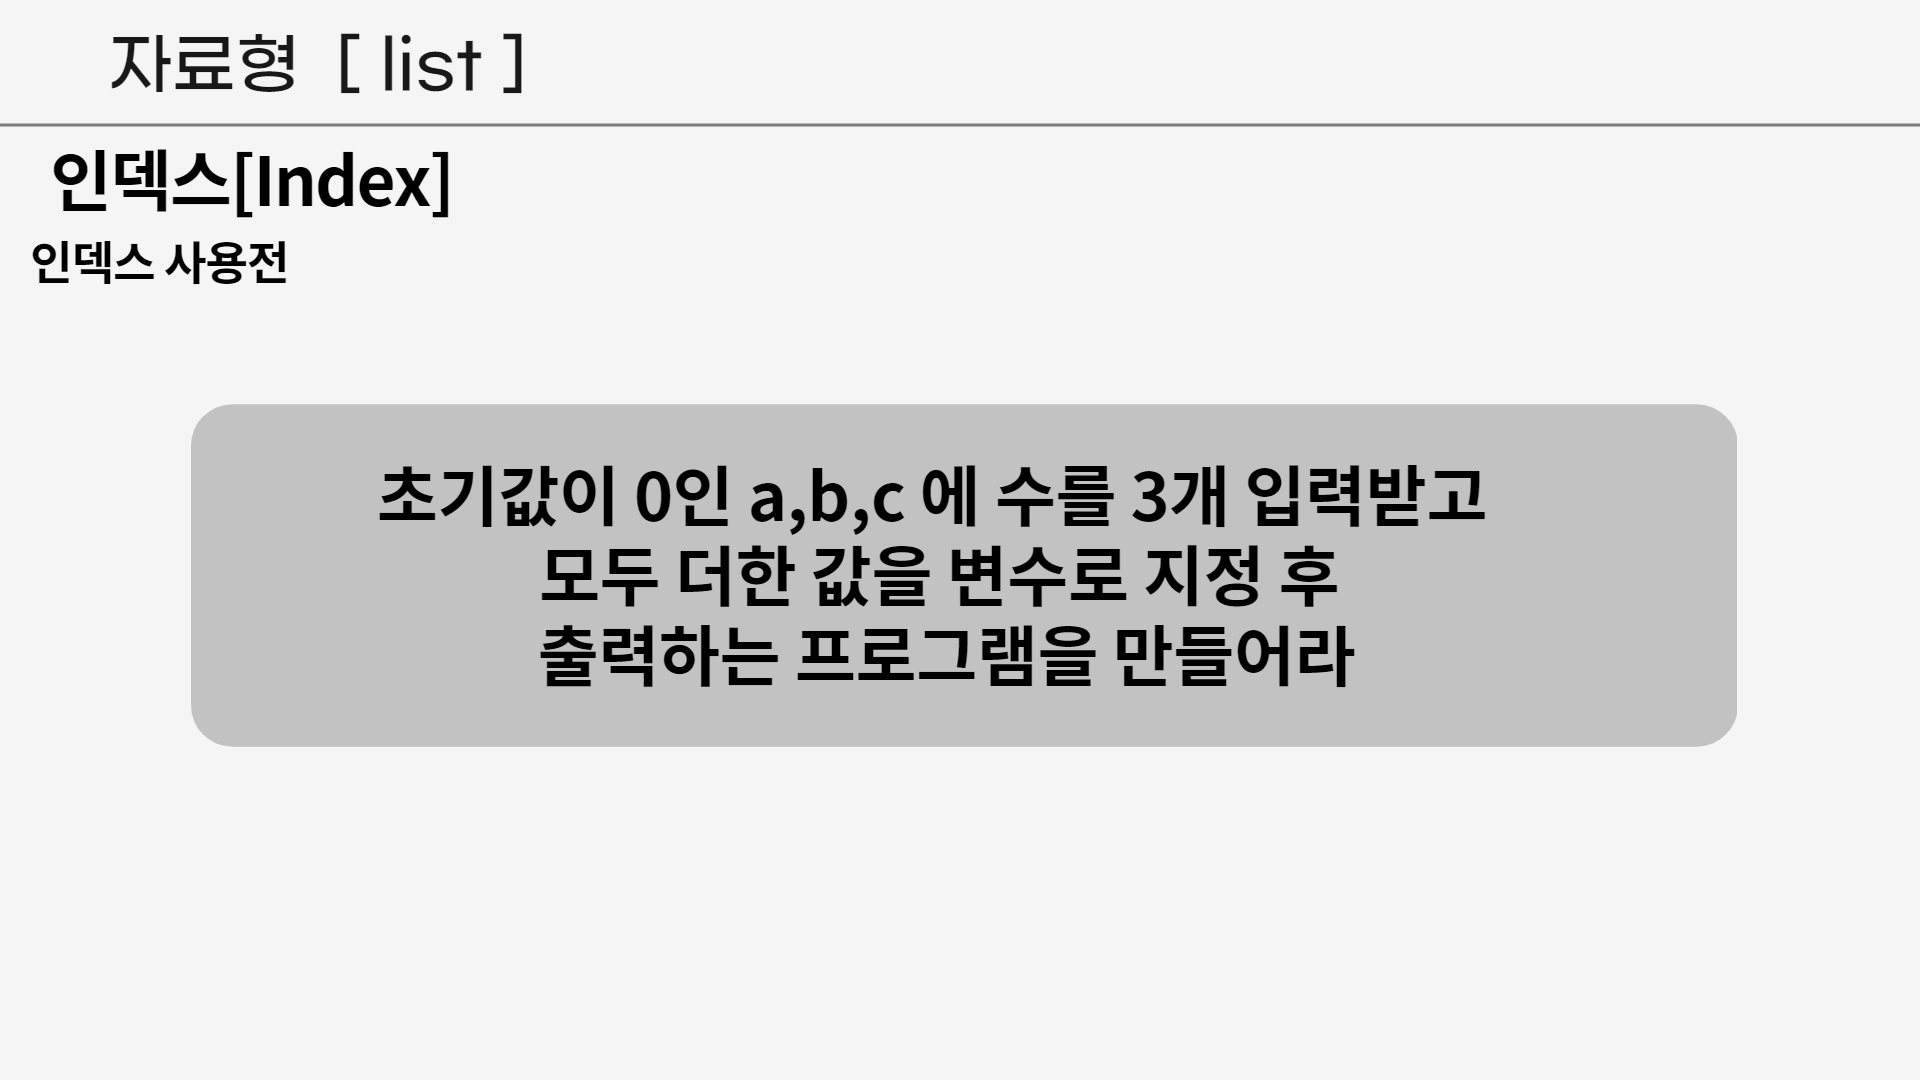 자료형 [ list ]
인덱스[Index]
인덱스 사용전
초기값이 0인 a,b,c 에 수를 3개 입력받고
모두 더한 값을 변수로 지정 후
출력하는 프로그램을 만들어라